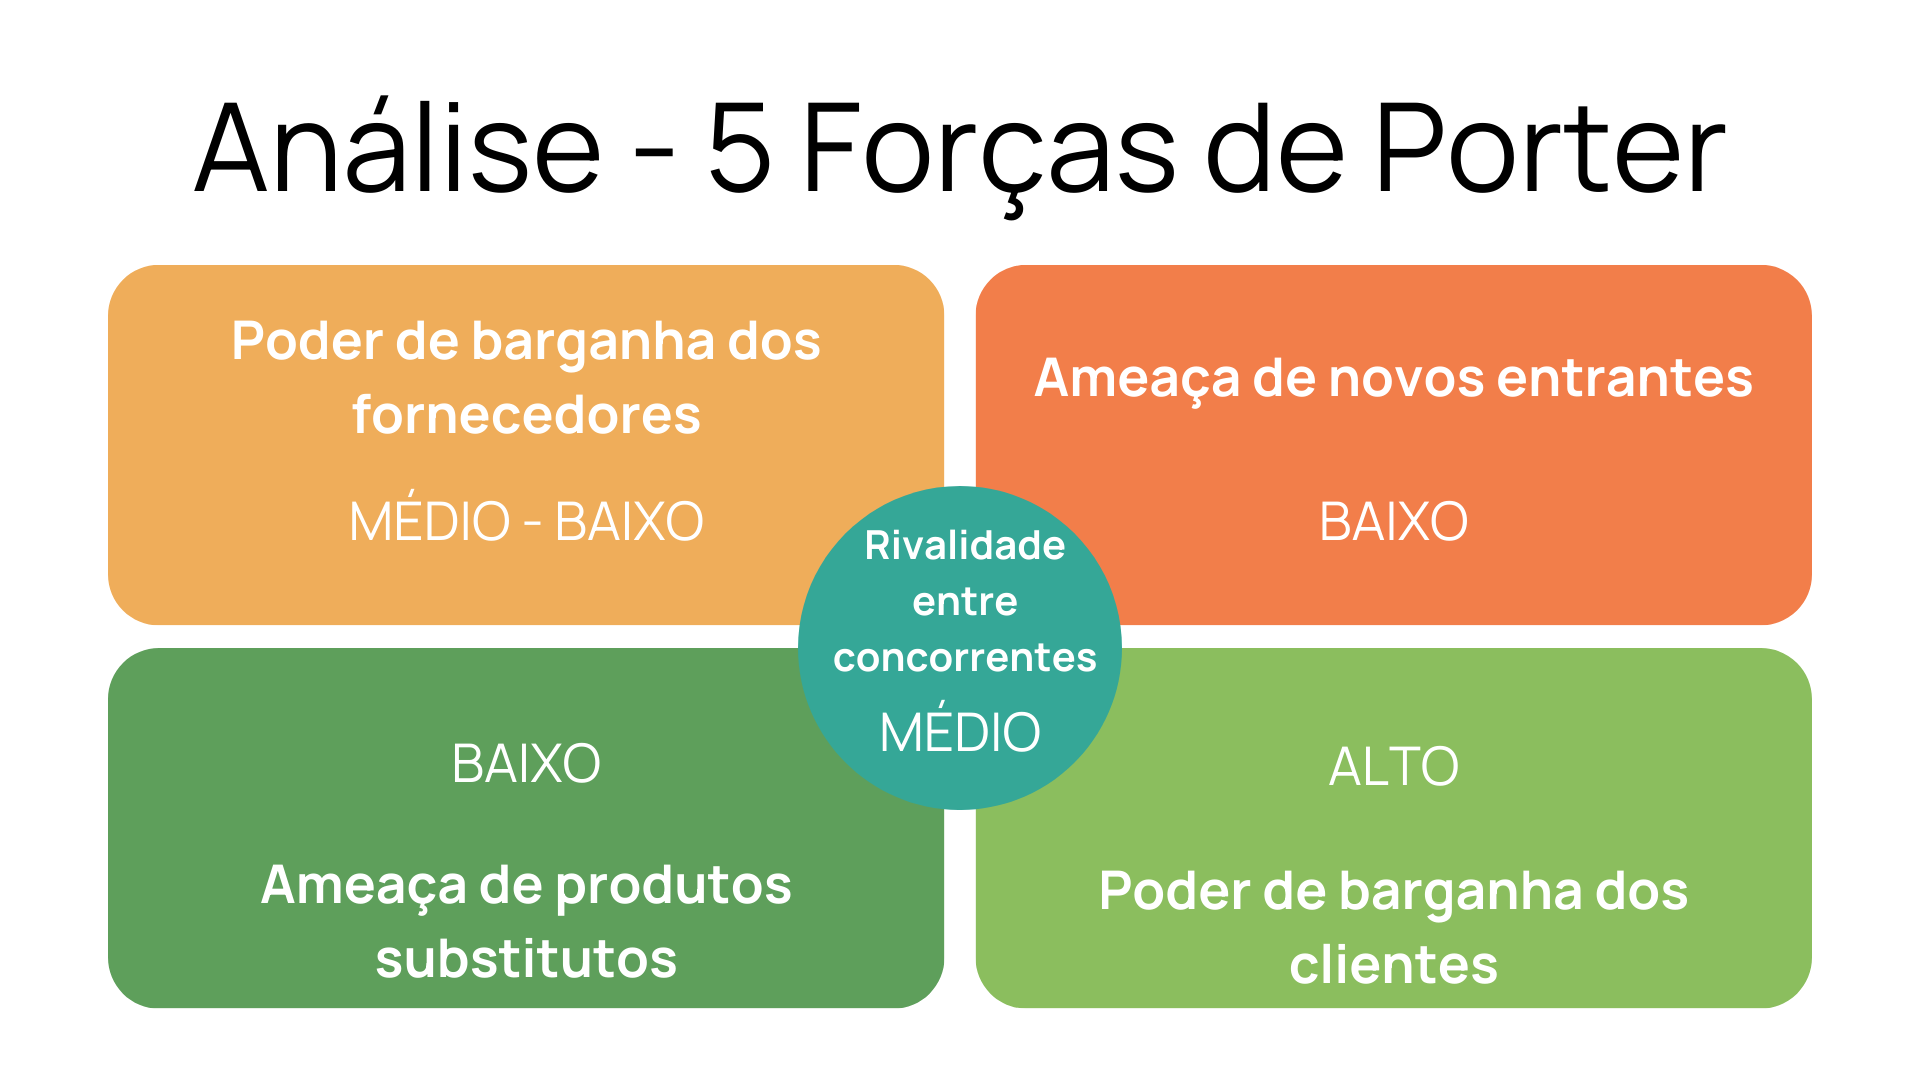 Análise - 5 Forças de Porter
Poder de barganha dos
fornecedores
MÉDIO - BAIXO
Ameaça de novos entrantes
BAIXO
Rivalidade
entre
concorrentes
MÉDIO
BAIXO
Ameaça de produtos
substitutos
ALTO
Poder de barganha dos
clientes